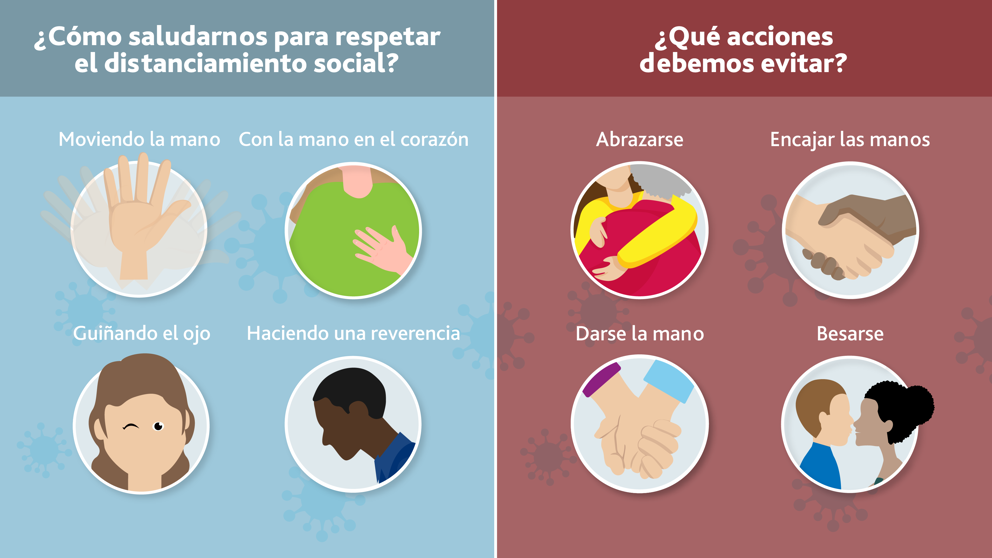 ¿Cómo saludarnos para respetar
el distanciamiento social?
Moviendo la mano
Con la mano en el corazón
Guiñando el ojo
Haciendo una reverencia
¿Qué acciones
debemos evitar?
Abrazarse
Encajar las manos
Darse la mano
Besarse